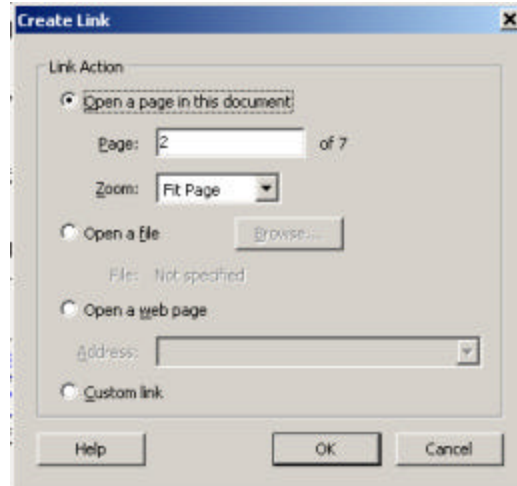 Create Link
Link Action
Open a page in this document
Page: 2 of 7
Zoom: Fit Page
Open a file Browse...
File: Not specified
Open a web page
Address:
Custom link
Help OK Cancel